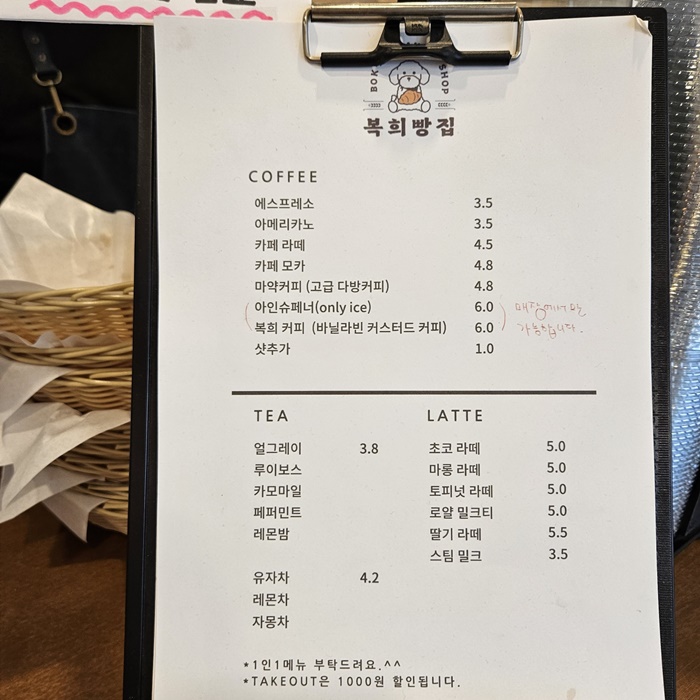 BOK
SHOP
복희빵집
COFFEE
에스프레소 3.5
아메리카노 3.5
카페 라떼 4.5
카페 모카 4.8
마약커피 (고급 다방커피) 4.8
아인슈페너(only ice) 6.0
매장에서만
복희 커피 (바닐라빈 커스터드 커피) 6.0
가능합니다.
샷추가 1.0
TEA LATTE
얼그레이 3.8 초코 라떼 5.0
루이보스 마롱 라떼 5.0
카모마일 토피넛 라떼 5.0
페퍼민트 로얄 밀크티 5.0
레몬밤 딸기 라떼 5.5
스팀 밀크 3.5
유자차 4.2
레몬차
자몽차
*1인1메뉴 부탁드려요.^^
*TAKEOUT은 1000원 할인됩니다.